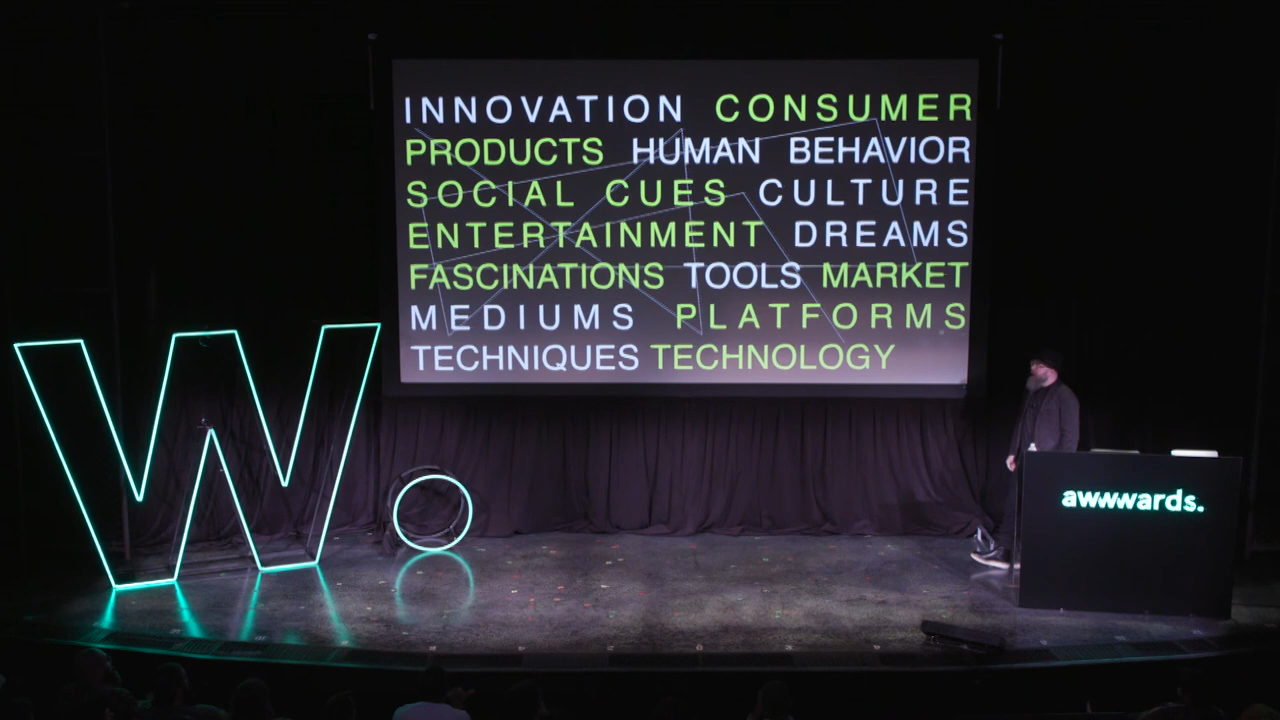 INNOVATION CONSUMER
PRODUCTS HUMAN BEHAVIOR
SOCIAL CUES CULTURE
ENTERTAINMENT DREAMS
FASCINATIONS TOOLS MARKET
MEDIUMS PLATFORMS
TECHNIQUES TECHNOLOGY
W.
awwwards.